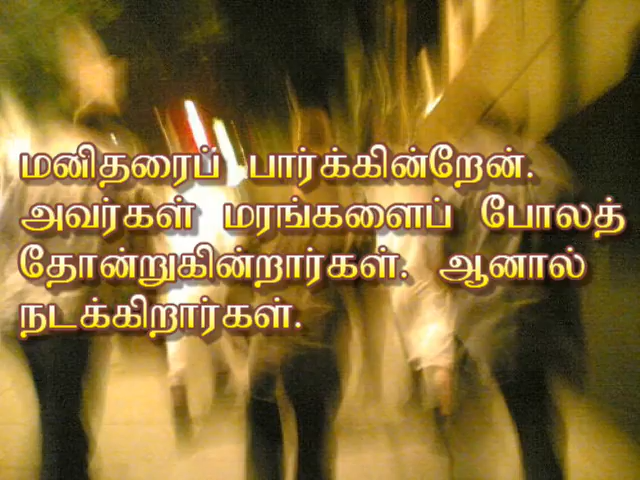 மனிதரைப் பார்க்கின்றேன்.
அவர்கள் மரங்களைப் போலத்
தோன்றுகின்றார்கள். ஆனால்
நடக்கிறார்கள்.